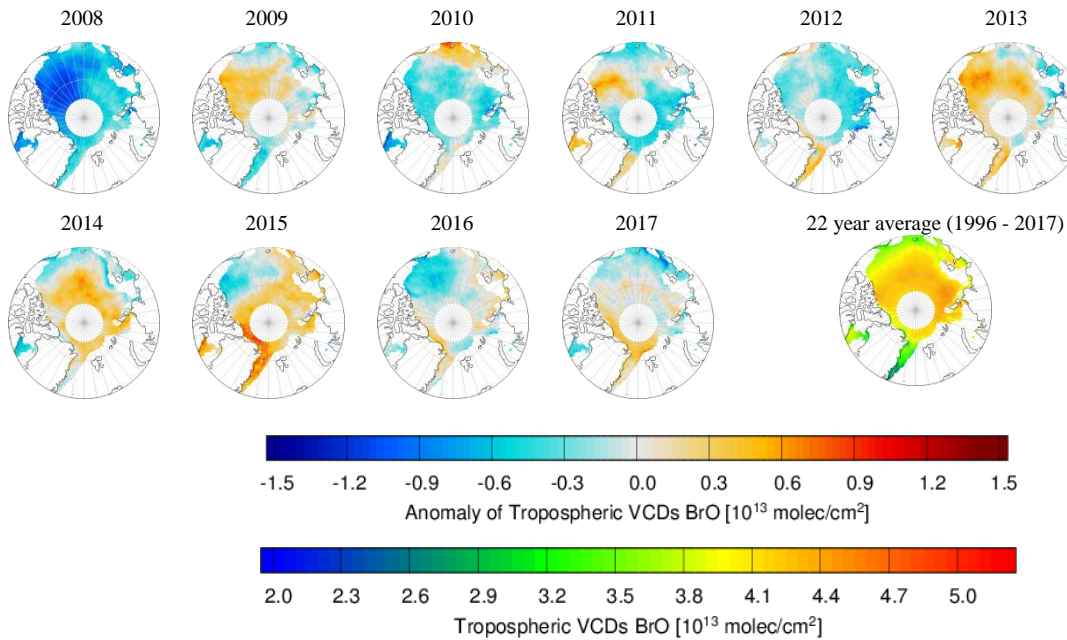 2008 2009 2010 2011 2012 2013
2014 2015 2016 2017 22 year average (1996 - 2017)
-1.5 -1.2 -0.9 -0.6 -0.3 0.0 0.3 0.6 0.9 1.2 1.5
Anomaly of Tropospheric VCDs BrO [10¹³ molec/cm²]
2.0 2.3 2.6 2.9 3.2 3.5 3.8 4.1 4.4 4.7 5.0
Tropospheric VCDs BrO [10¹³ molec/cm²]